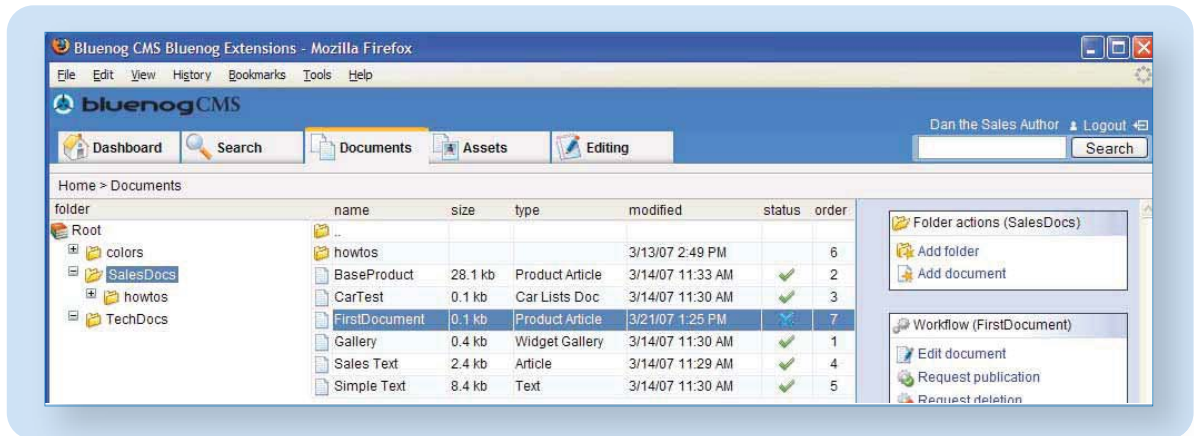 Bluenog CMS Bluenog Extensions - Mozilla Firefox
File Edit View History Bookmarks Tools Help
bluenogCMS
Dan the Sales Author Logout
Dashboard Search Documents Assets Editing Search
Home > Documents
folder name size type modified status order
Root ..
colors howtos 3/13/07 2:49 PM 6
SalesDocs BaseProduct 28.1 kb Product Article 3/14/07 11:33 AM 2
howtos CarTest 0.1 kb Car Lists Doc 3/14/07 11:30 AM 3
TechDocs FirstDocument 0.1 kb Product Article 3/21/07 1:25 PM 7
Gallery 0.4 kb Widget Gallery 3/14/07 11:30 AM 1
Sales Text 2.4 kb Article 3/14/07 11:29 AM 4
Simple Text 8.4 kb Text 3/14/07 11:30 AM 5
Folder actions (SalesDocs)
Add folder
Add document
Workflow (FirstDocument)
Edit document
Request publication
Request deletion